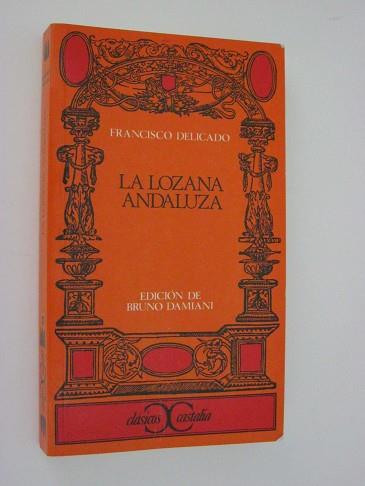 FRANCISCO DELICADO
LA LOZANA
ANDALUZA
EDICIÓN DE
BRUNO DAMIANI
clásicos castalia